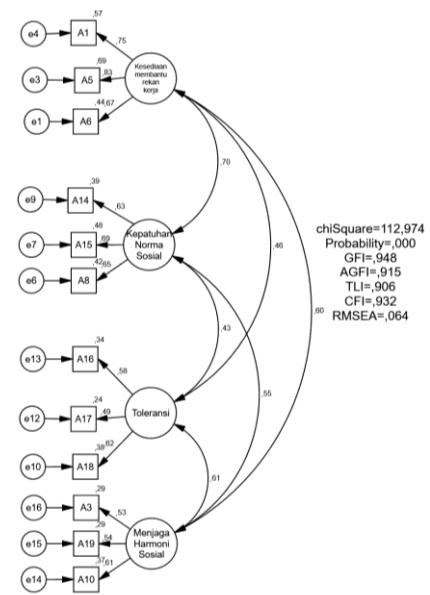 ,57
e4 A1
,75
,69
e3 A5 ,83
Kesediaan
membantu
rekan
kerja
,44 ,67
e1 A6
,70
,39
e9 A14
,63
,48
e7 A15 ,69
Kepatuhan
Norma
Sosial
,42 ,65
e6 A8
,46
chiSquare=112,974
Probability=,000
GFI=,948
AGFI=,915
TLI=,906
CFI=,932
RMSEA=,064
,60
,43
,34
e13 A16
,58
,55
,24
e12 A17 ,49
Toleransi
,38 ,62
e10 A18
,61
,29
e16 A3
,53
,29
e15 A19 ,54
Menjaga
Harmoni
Sosial
,37 ,61
e14 A10